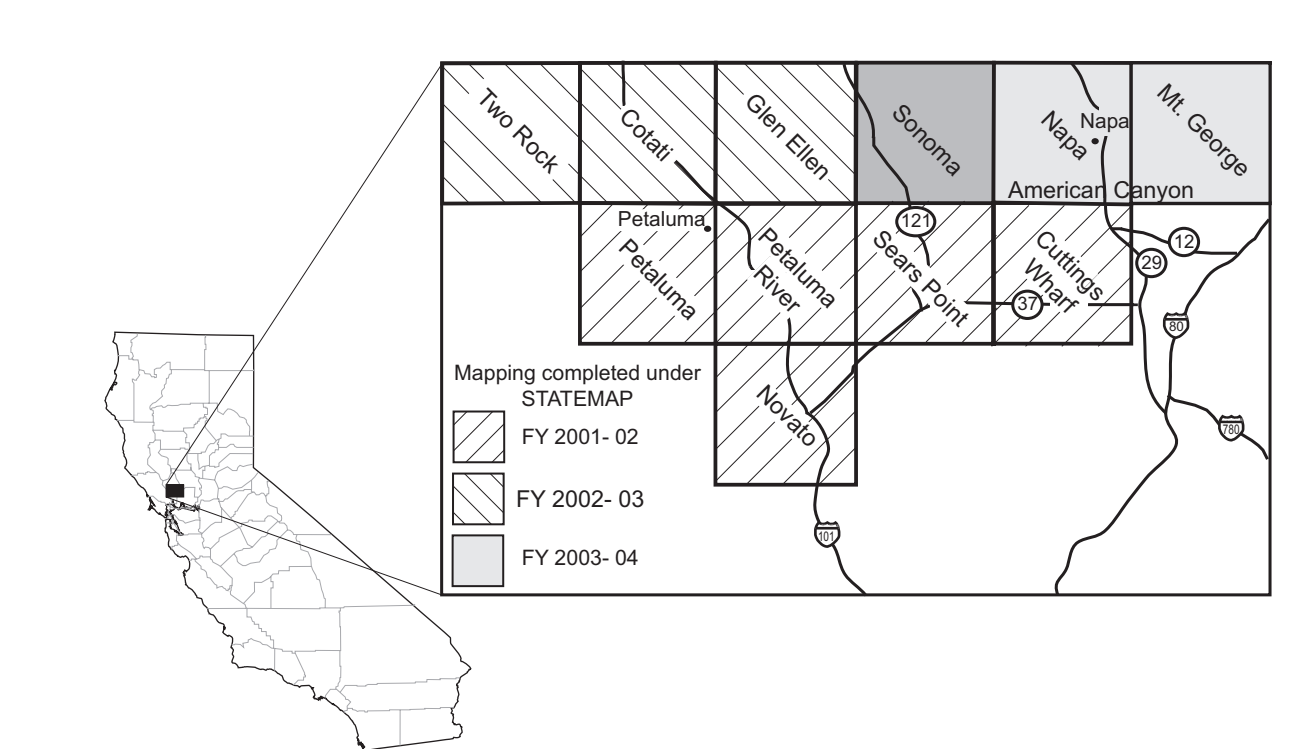 Two Rock
Cotati
Glen Ellen
Sonoma
Napa
Napa
Mt. George
American Canyon
Petaluma
Petaluma
Petaluma
River
121
Sears Point
Cuttings
Wharf
12
29
37
80
Novato
780
101
Mapping completed under
STATEMAP
FY 2001- 02
FY 2002- 03
FY 2003- 04